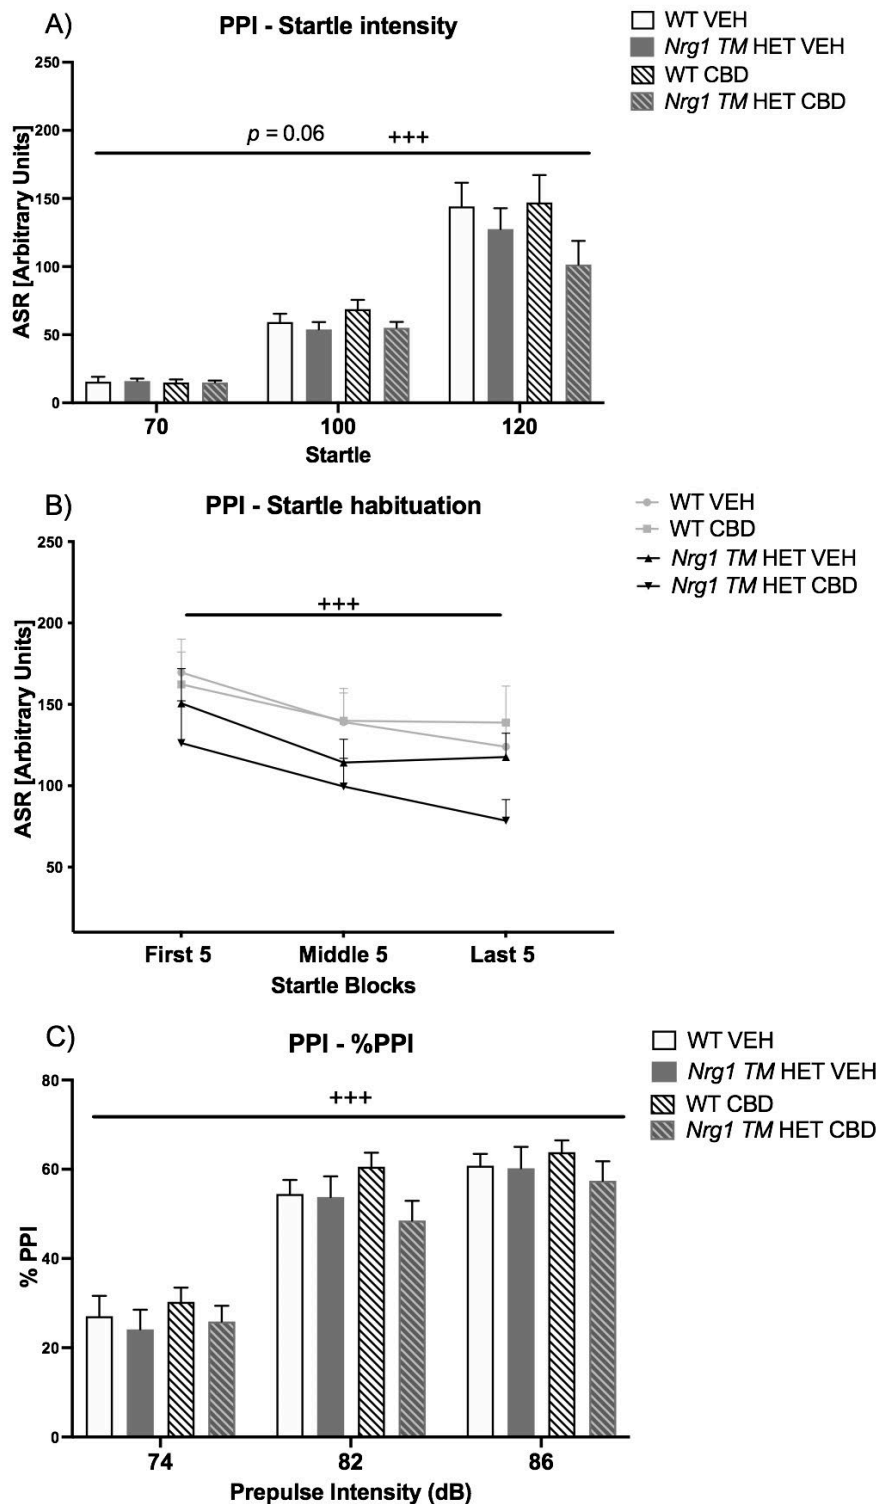 A)
PPI - Startle intensity
WT VEH
Nrg1 TM HET VEH
WT CBD
Nrg1 TM HET CBD
ASR [Arbitrary Units]
250
200
150
100
50
0
p = 0.06 +++
70 100 120
Startle
B)
PPI - Startle habituation
WT VEH
WT CBD
Nrg1 TM HET VEH
Nrg1 TM HET CBD
ASR [Arbitrary Units]
250
200
150
100
50
+++
First 5 Middle 5 Last 5
Startle Blocks
C)
PPI - %PPI
WT VEH
Nrg1 TM HET VEH
WT CBD
Nrg1 TM HET CBD
% PPI
80
60
40
20
0
+++
74 82 86
Prepulse Intensity (dB)